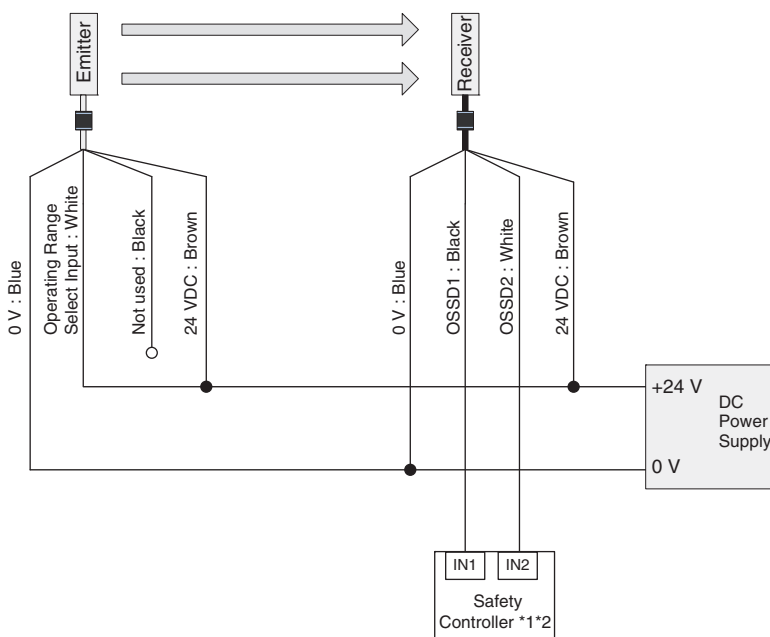 Emitter
Receiver
0 V : Blue
Operating Range
Select Input : White
Not used : Black
24 VDC : Brown
0 V : Blue
OSSD1 : Black
OSSD2 : White
24 VDC : Brown
+24 V
DC
Power
Supply
0 V
IN1
IN2
Safety
Controller *1*2